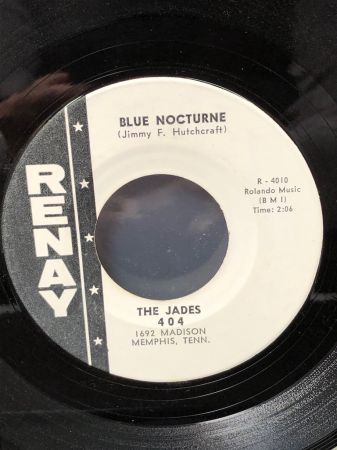 BLUE NOCTURNE
(Jimmy F. Hutchcraft)
RENAY
R - 4010
Rolando Music
(B M I)
Time: 2:06
THE JADES
404
1692 MADISON
MEMPHIS, TENN.